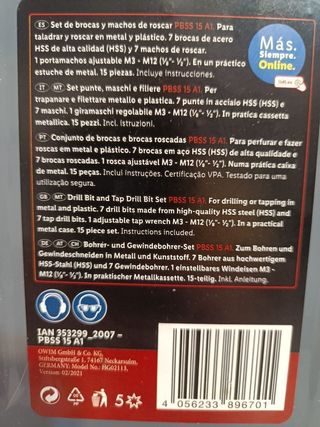 ES Set de brocas y machos de roscar PBSS 15 A1. Para
taladrar y roscar en metal y plástico. 7 brocas de acero
HSS de alta calidad (HSS) y 7 machos de roscar.
1 portamachos ajustable M3 - M12 (⅛"- ½"). En un práctico
estuche de metal. 15 piezas. Incluye Instrucciones.
Más.
Siempre.
Online.
IT MT Set punte, maschi e filiere PBSS 15 A1. Per
trapanare e filettare metallo e plastica. 7 punte in acciaio HSS (HSS) e
7 maschi. 1 giramaschi regolabile M3 - M12 (⅛"- ½"). In pratica cassetta
metallica. 15 pezzi. Incl. Istruzioni.
PT Conjunto de brocas e brocas roscadas PBSS 15 A1. Para perfurar e fazer
roscas em metal e plástico. 7 brocas em aço HSS (HSS) de alta qualidade e
7 brocas roscadas. 1 rosca ajustável M3 - M12 (⅛"- ½"). Numa prática caixa
de metal. 15 peças. Inclui Instruções. Certificação VPA. Testado para uma
utilização segura.
GB MT Drill Bit and Tap Drill Bit Set PBSS 15 A1. For drilling or tapping in
metal and plastic. 7 drill bits made from high-quality HSS steel (HSS) and
7 tap drill bits. 1 adjustable tap wrench M3 - M12 (⅛"- ½"). In a practical
metal case. 15 piece set. Instructions included.
DE AT CH Bohrer- und Gewindebohrer-Set PBSS 15 A1. Zum Bohren und
Gewindeschneiden in Metall und Kunststoff. 7 Bohrer aus hochwertigem
HSS-Stahl (HSS) und 7 Gewindebohrer. 1 einstellbares Windeisen M3 -
M12 (⅛"- ½"). In praktischer Metallkassette. 15-teilig. Inkl. Anleitung.
IAN 353299_2007 –
PBSS 15 A1
OWIM GmbH & Co. KG,
Stiftsbergstraße 1, 74167 Neckarsulm,
GERMANY, Model No.: HG02113,
Version: 02/2021
5
4 056233 896701